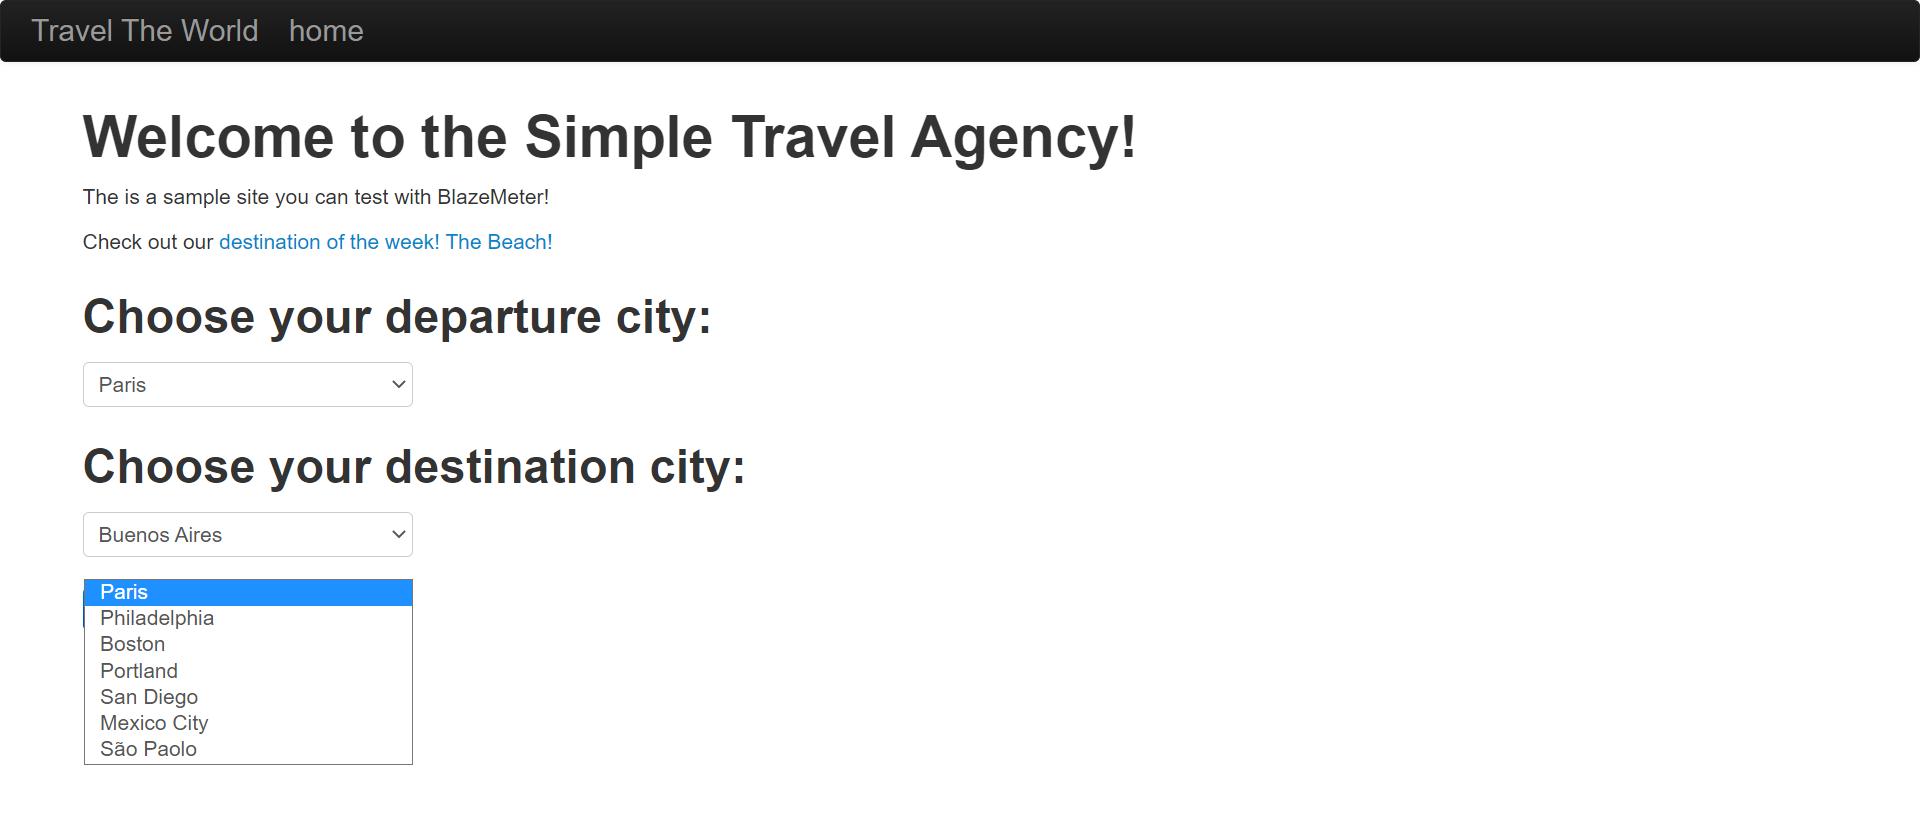 Travel The World home
Welcome to the Simple Travel Agency!
The is a sample site you can test with BlazeMeter!
Check out our destination of the week! The Beach!
Choose your departure city:
Paris
Choose your destination city:
Buenos Aires
Paris
Philadelphia
Boston
Portland
San Diego
Mexico City
São Paolo